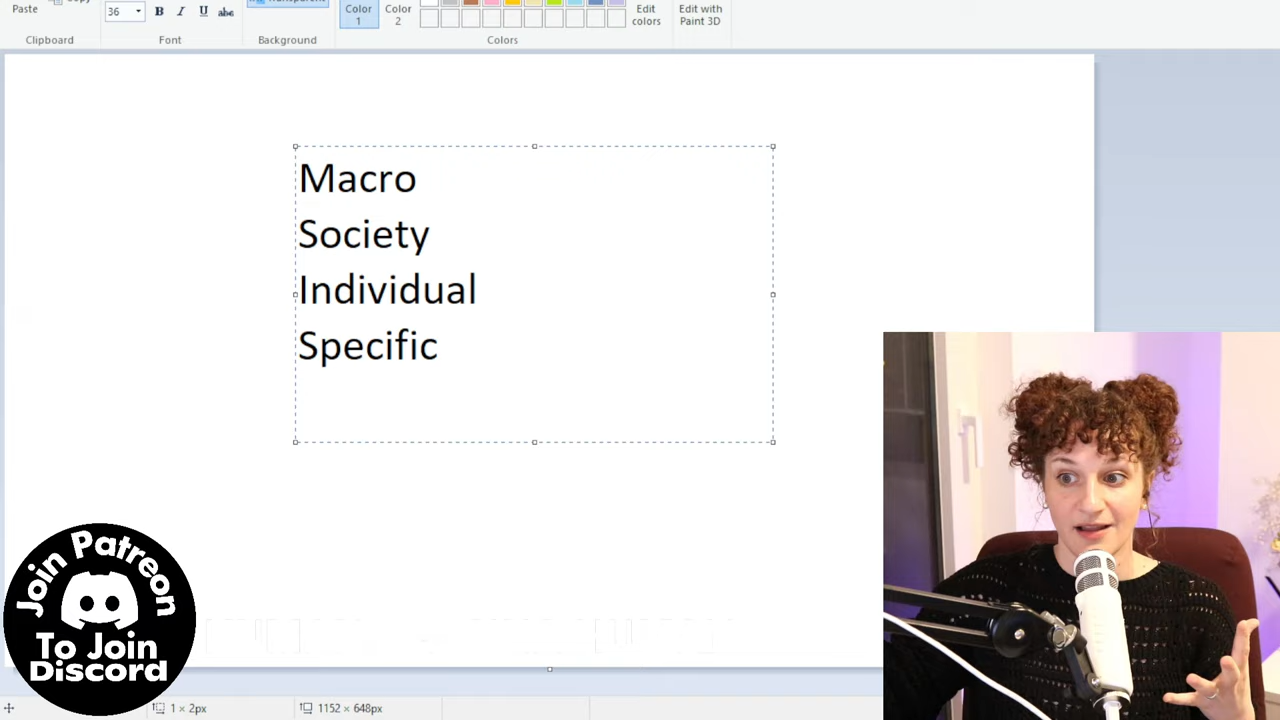 Paste
36
B I U abc
Transparent
Color 1
Color 2
Edit colors
Edit with Paint 3D
Clipboard
Font
Background
Colors
Macro
Society
Individual
Specific
Join Patreon
To Join
Discord
1 × 2px
1152 × 648px